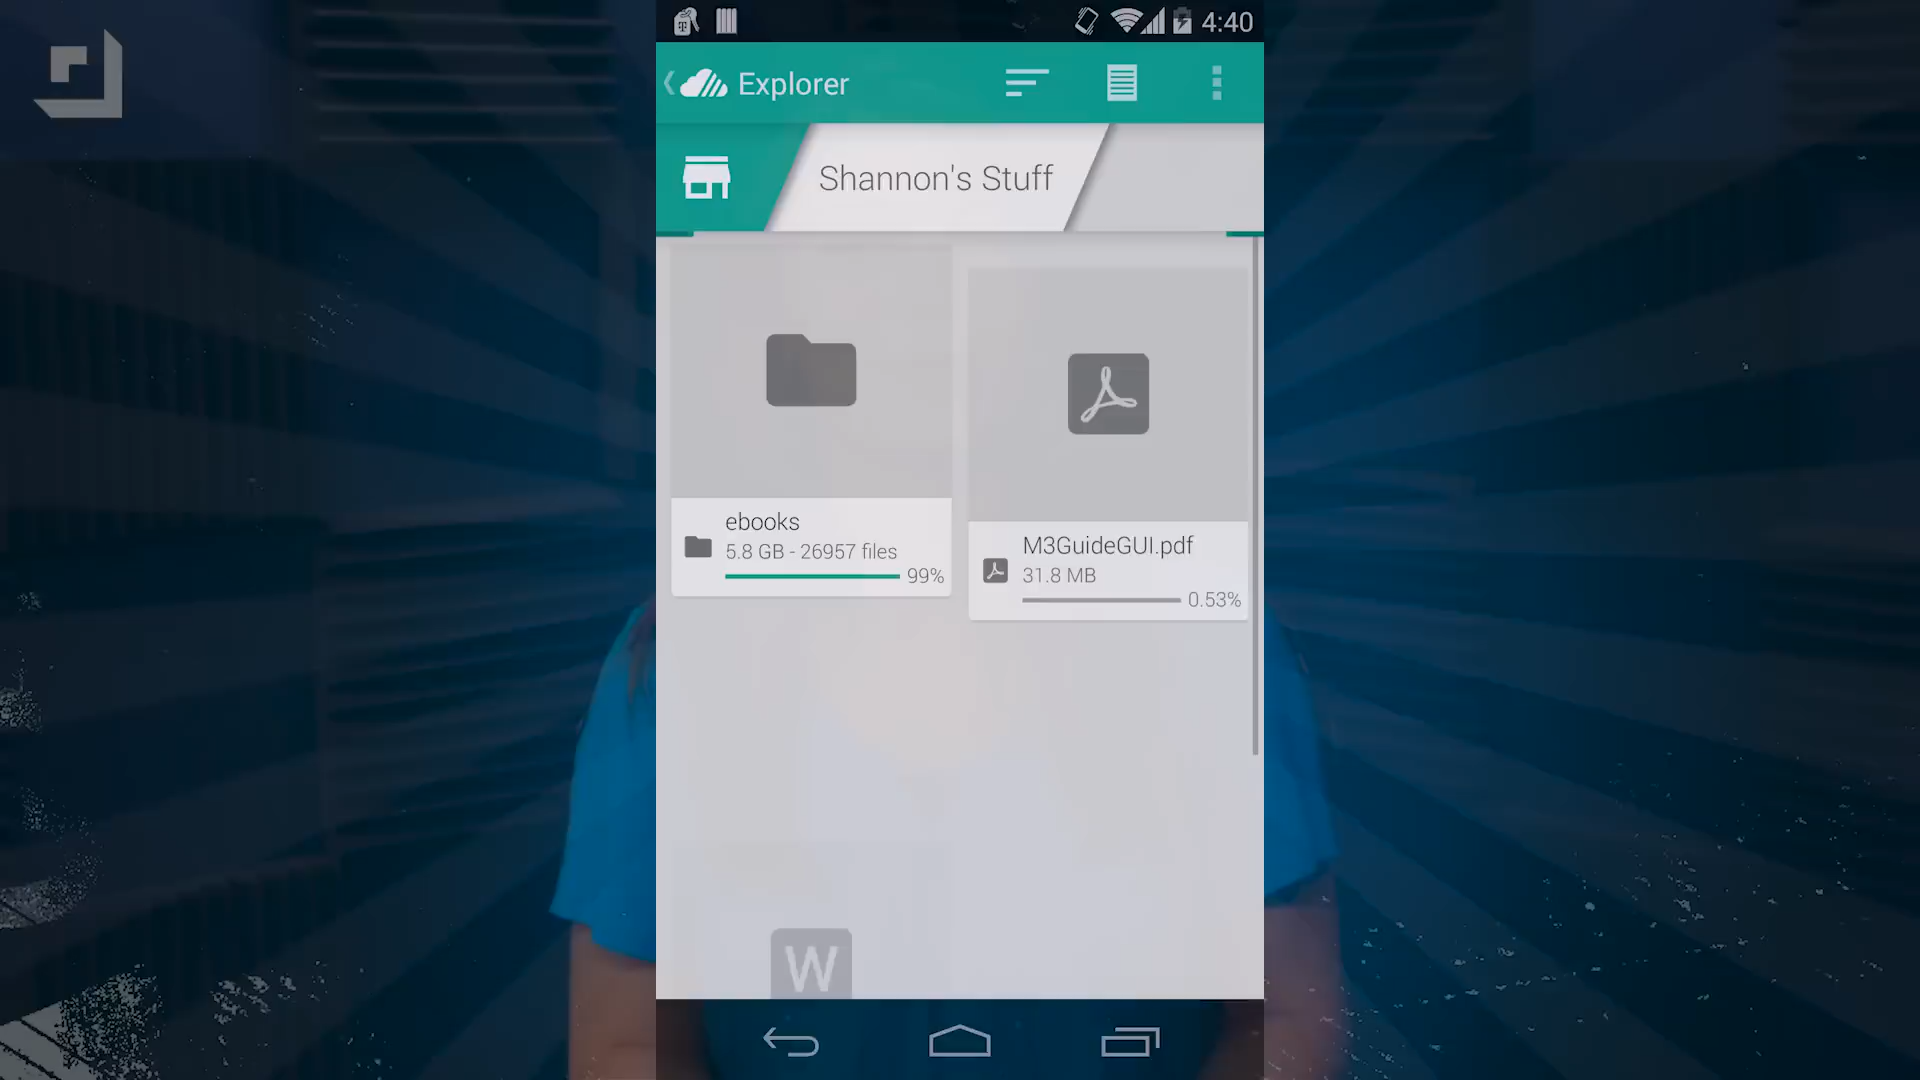 4:40
Explorer
Shannon's Stuff
ebooks
5.8 GB - 26957 files
99%
M3GuideGUI.pdf
31.8 MB
0.53%
W